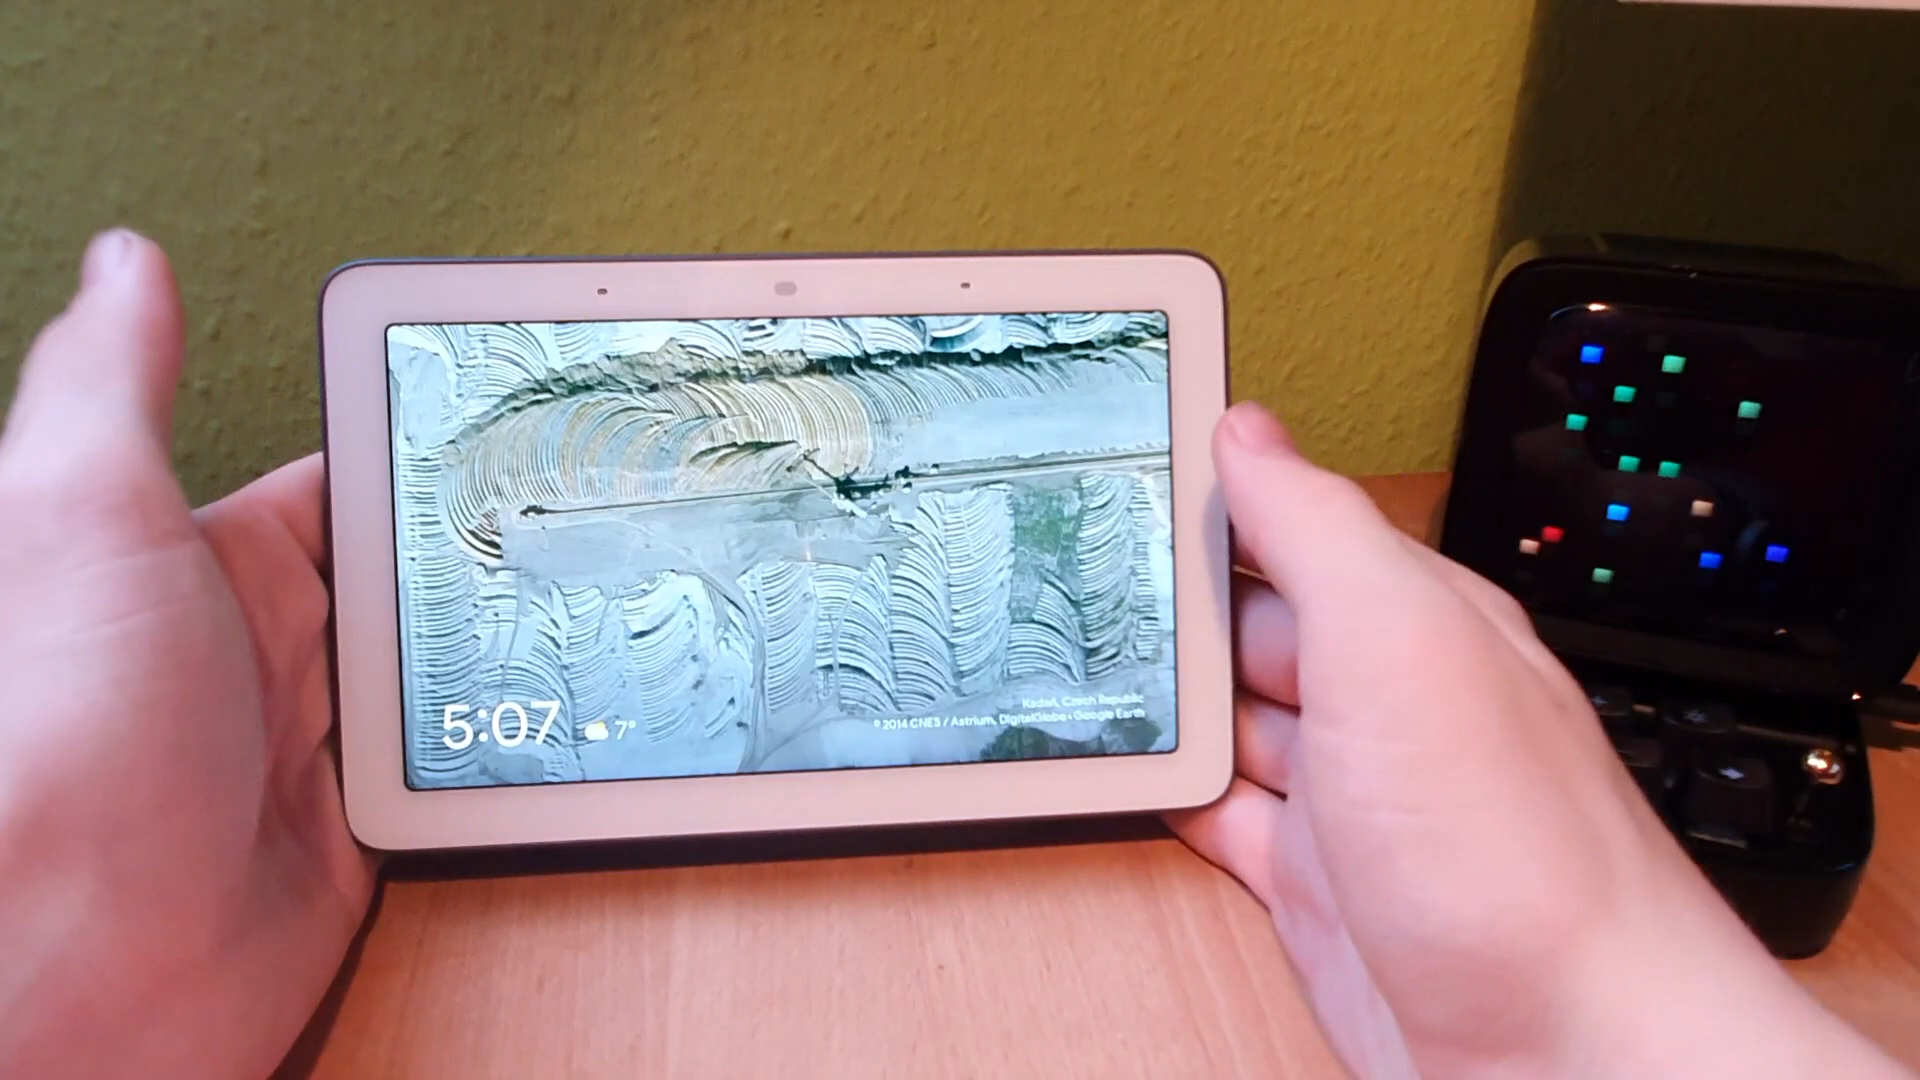 5:07 7°
Kadaň, Czech Republic
© 2014 CNES / Astrium, DigitalGlobe • Google Earth